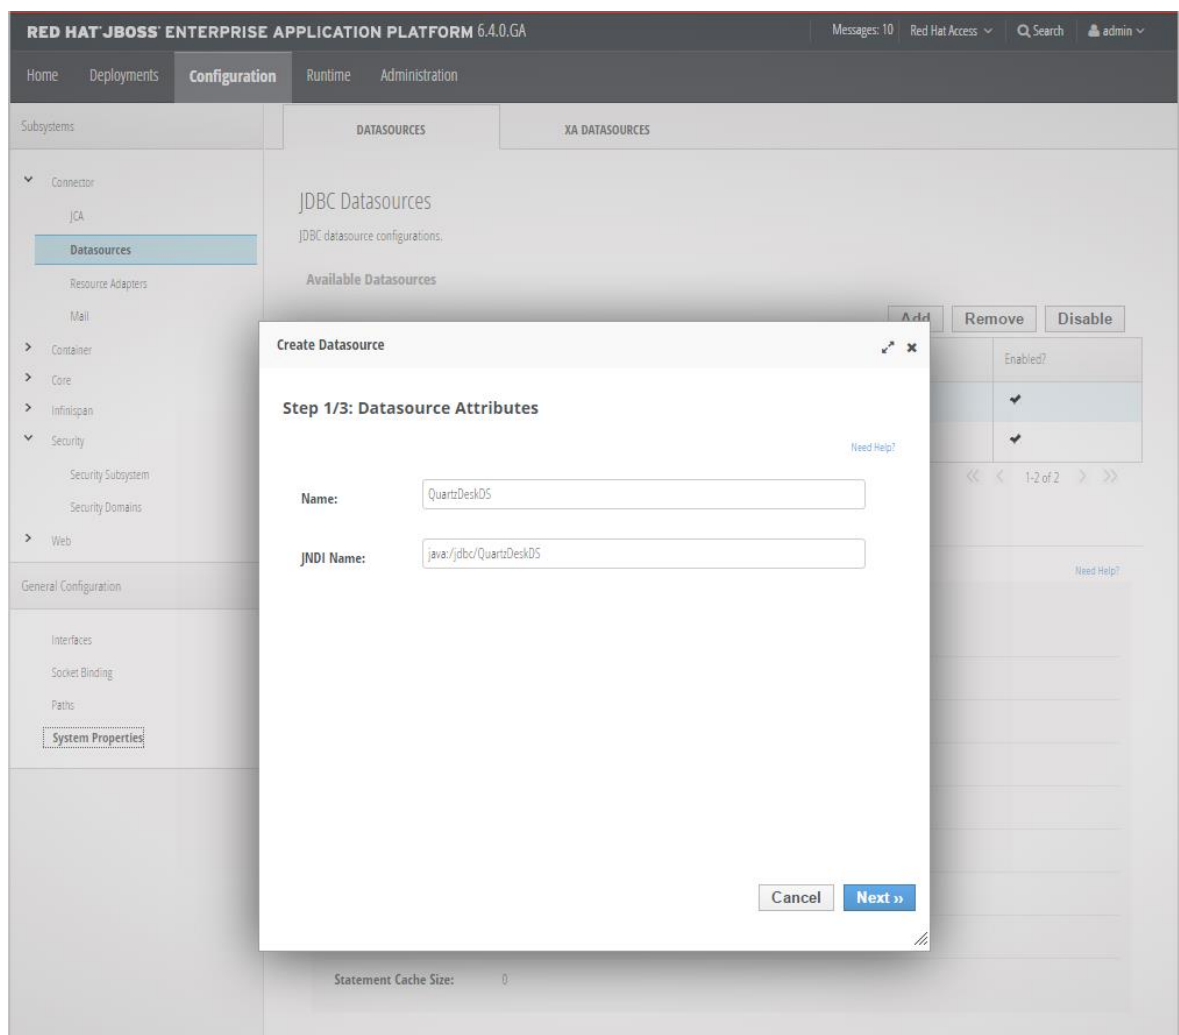 RED HAT JBOSS ENTERPRISE APPLICATION PLATFORM 6.4.0.GA
Messages: 10 Red Hat Access Search admin
Home Deployments Configuration Runtime Administration
Subsystems
DATASOURCES XA DATASOURCES
Connector
JCA
Datasources
Resource Adapters
Mail
Container
Core
Infinispan
Security
Security Subsystem
Security Domains
Web
General Configuration
Interfaces
Socket Binding
Paths
System Properties
JDBC Datasources
JDBC datasource configurations.
Available Datasources
Add Remove Disable
Enabled?
1-2 of 2
Need Help?
Create Datasource
Step 1/3: Datasource Attributes
Need Help?
Name: QuartzDeskDS
JNDI Name: java:/jdbc/QuartzDeskDS
Cancel Next ››
Statement Cache Size: 0